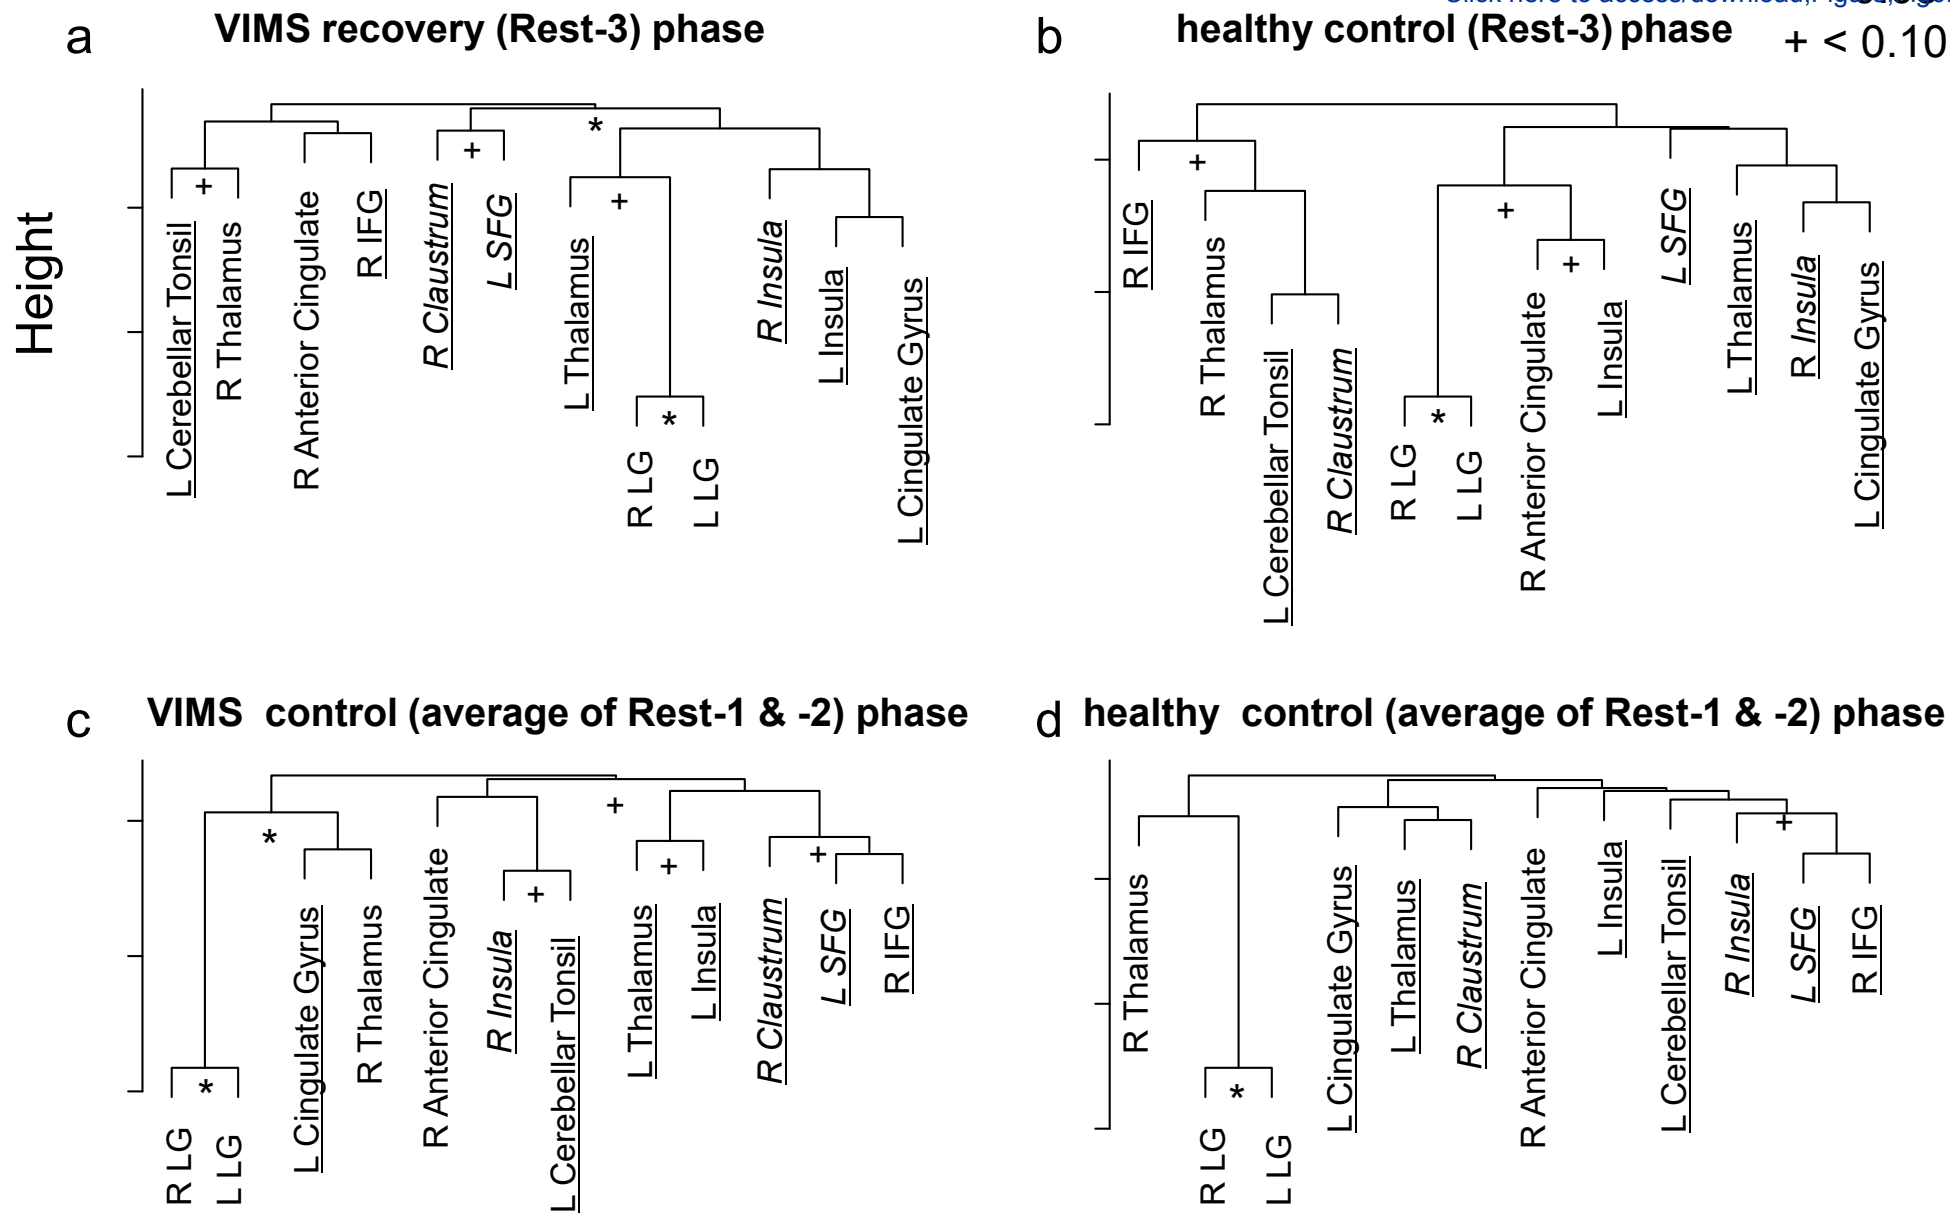 a
VIMS recovery (Rest-3) phase
b
healthy control (Rest-3) phase
+ < 0.10
Height
*
+
+
+
*
L Cerebellar Tonsil
R Thalamus
R Anterior Cingulate
R IFG
R Claustrum
L SFG
L Thalamus
R LG
L LG
R Insula
L Insula
L Cingulate Gyrus
+
+
+
*
R IFG
R Thalamus
L Cerebellar Tonsil
R Claustrum
R LG
L LG
R Anterior Cingulate
L Insula
L SFG
L Thalamus
R Insula
L Cingulate Gyrus
c
VIMS control (average of Rest-1 & -2) phase
d
healthy control (average of Rest-1 & -2) phase
*
+
+
+
+
*
R LG
L LG
L Cingulate Gyrus
R Thalamus
R Anterior Cingulate
R Insula
L Cerebellar Tonsil
L Thalamus
L Insula
R Claustrum
L SFG
R IFG
+
*
R Thalamus
R LG
L LG
L Cingulate Gyrus
L Thalamus
R Claustrum
R Anterior Cingulate
L Insula
L Cerebellar Tonsil
R Insula
L SFG
R IFG